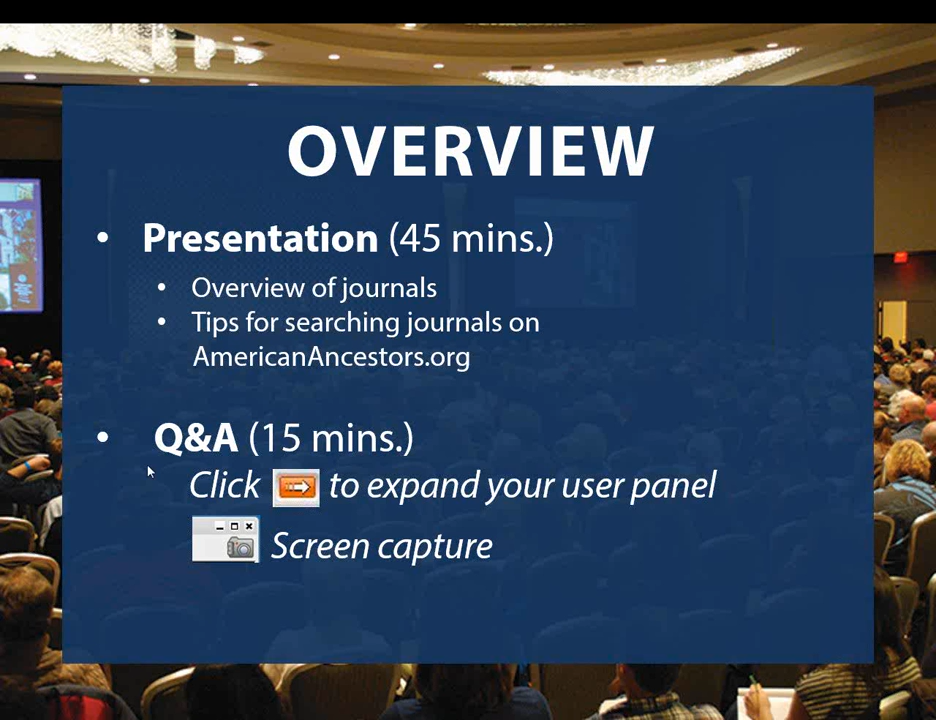 OVERVIEW
• Presentation (45 mins.)
• Overview of journals
• Tips for searching journals on
AmericanAncestors.org
• Q&A (15 mins.)
Click to expand your user panel
Screen capture